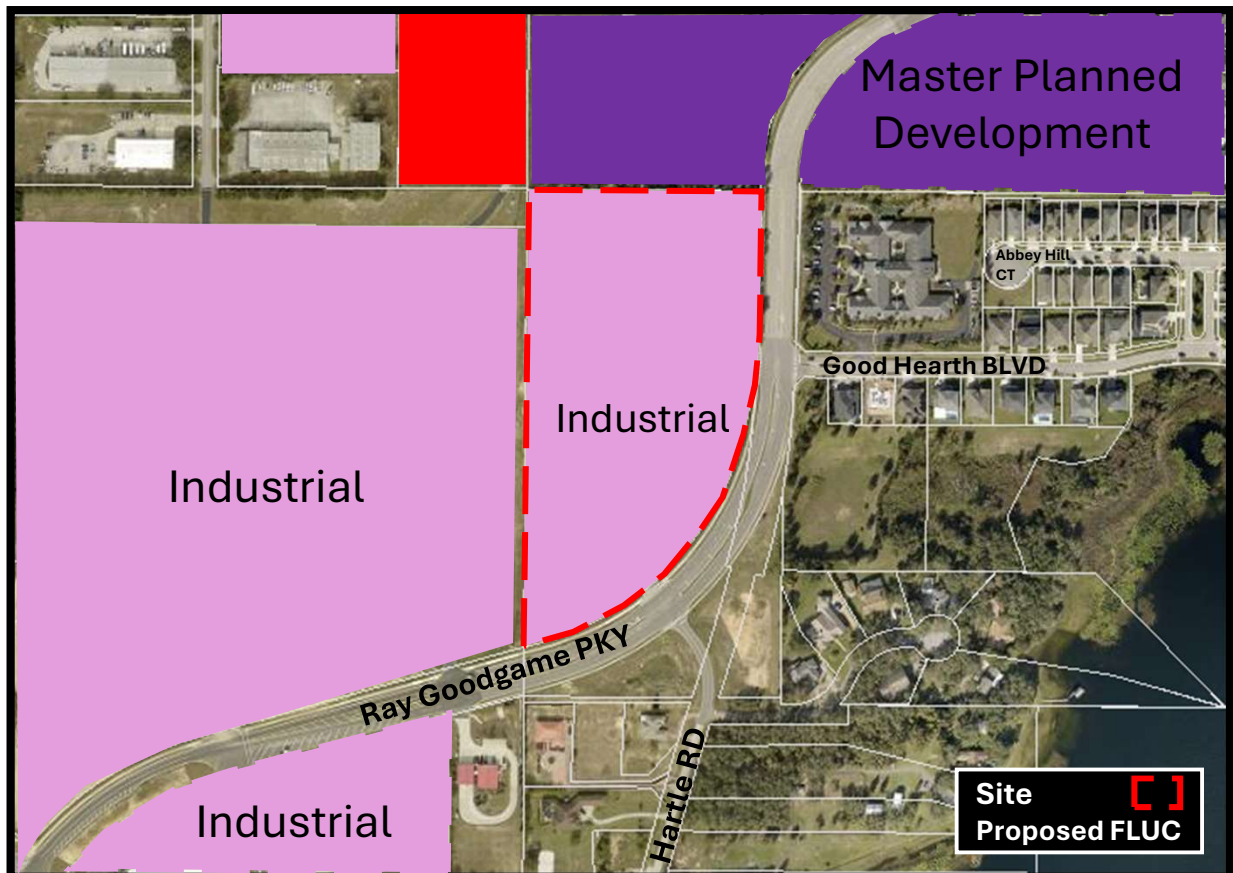 Master Planned
Development
Abbey Hill
CT
Good Hearth BLVD
Industrial
Industrial
Ray Goodgame PKY
Hartle RD
Industrial
Site
Proposed FLUC